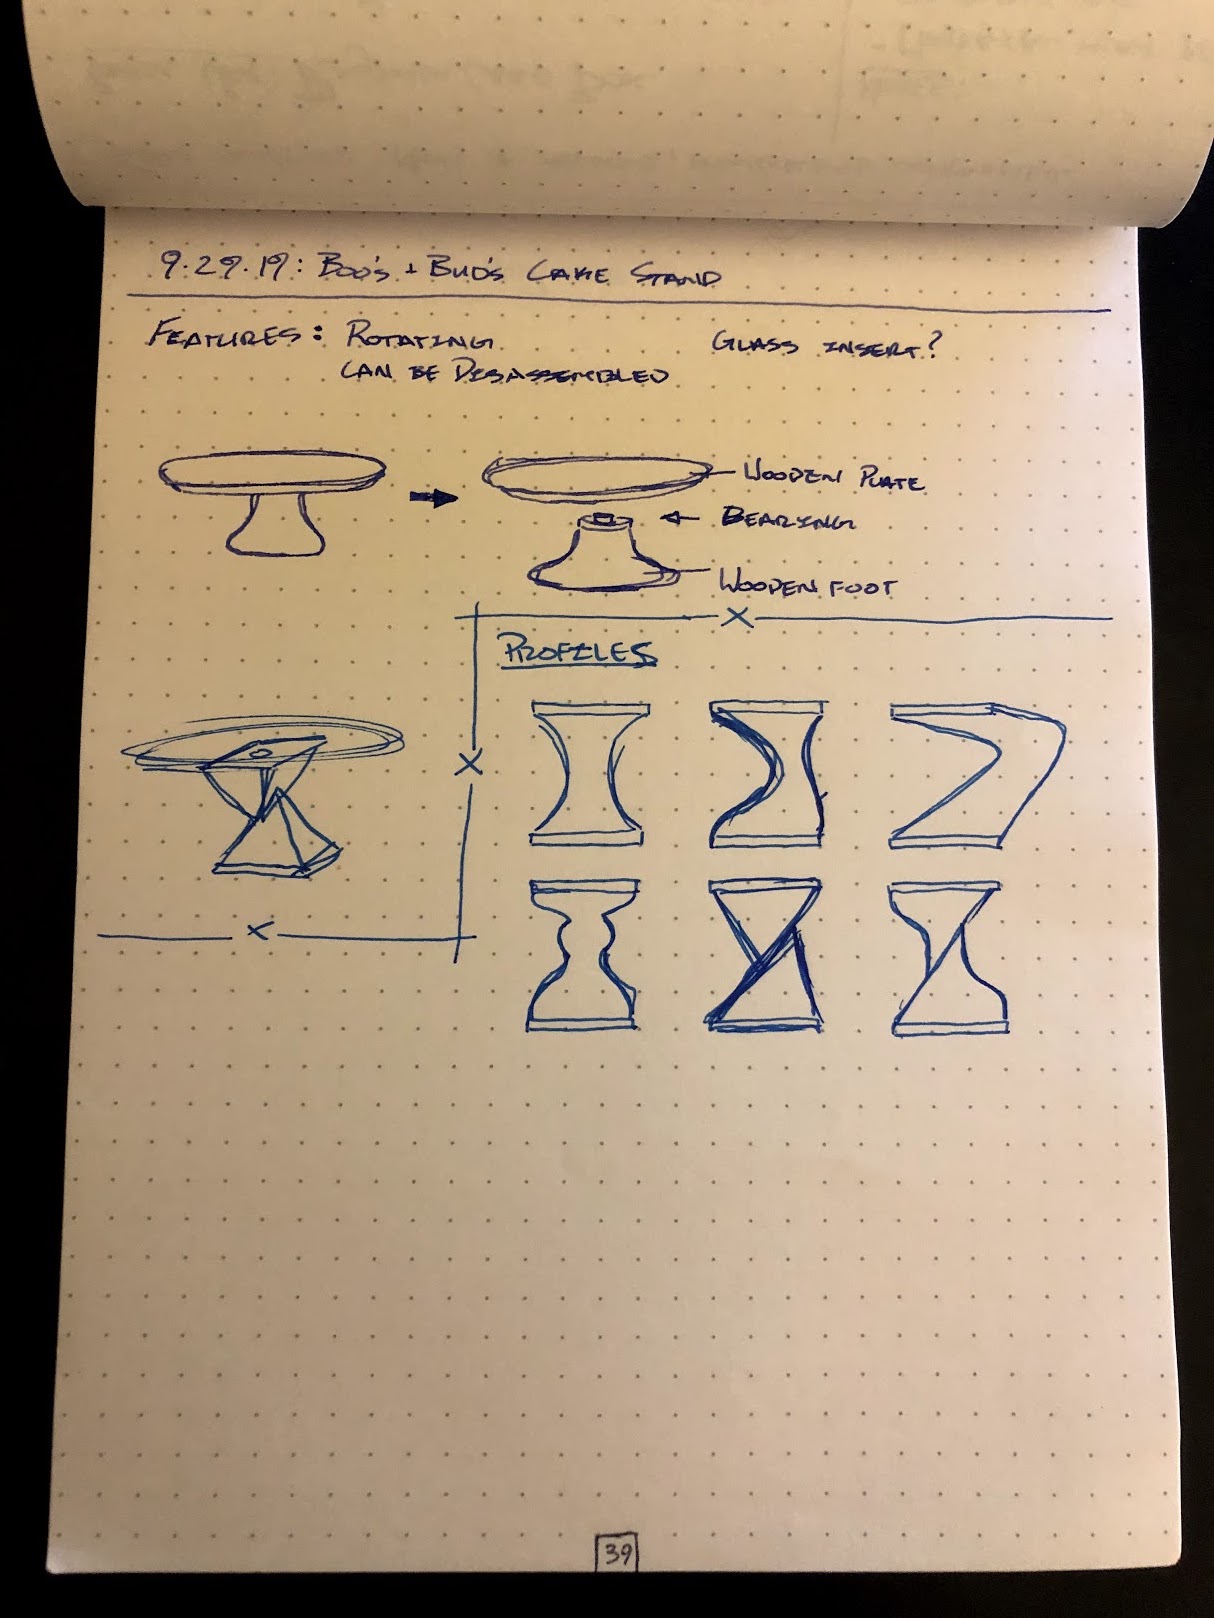 9.29.19: Boo's + Bud's Cake Stand
Features: Rotating
Glass insert?
Can be Disassembled
Wooden Plate
Bearing
Wooden Foot
Profiles
39